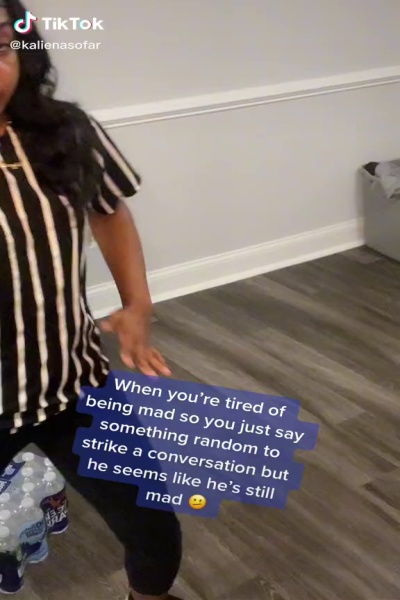 TikTok
@kalienasofar
When you're tired of
being mad so you just say
something random to
strike a conversation but
he seems like he's still
mad 🫤